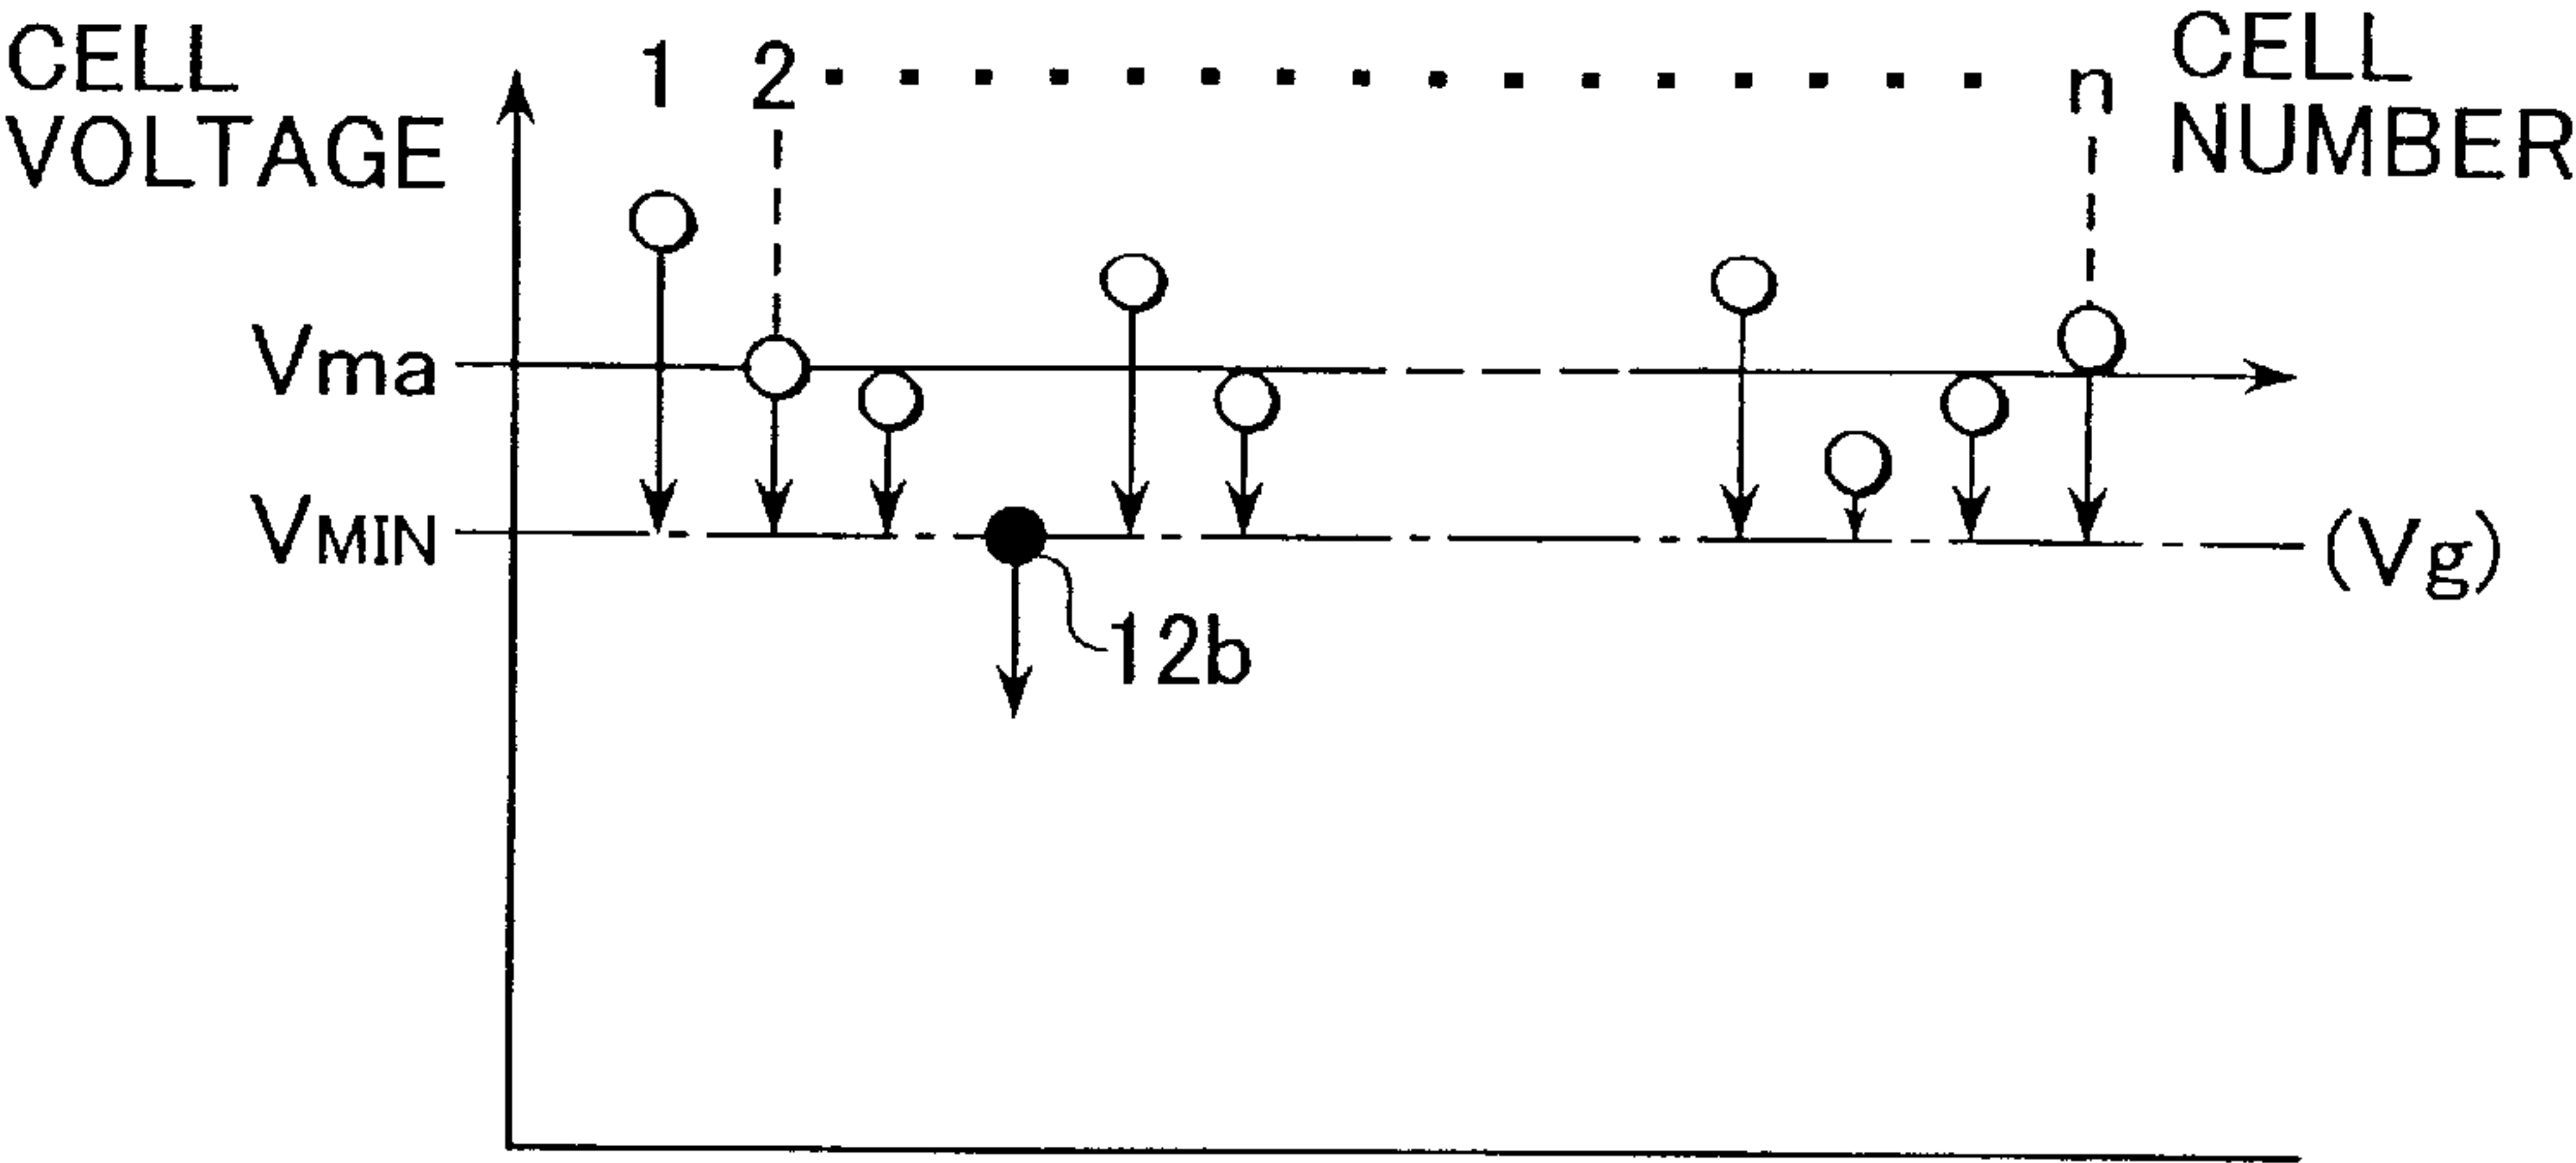 CELL
VOLTAGE
1 2 · · · · · · · · · · · · · · · · n
CELL
NUMBER
Vma
VMIN
(Vg)
12b